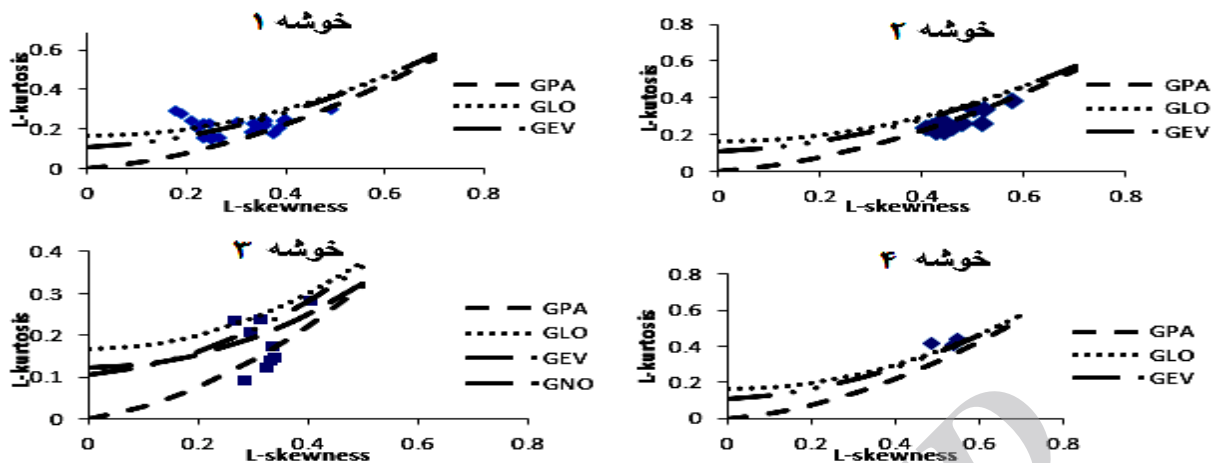 خوشه ۱
0.6
0.4
0.2
0
L-kurtosis
0 0.2 0.4 0.6 0.8
L-skewness
GPA
GLO
GEV
خوشه ۲
0.8
0.6
0.4
0.2
0
L-kutosis
0 0.2 0.4 0.6 0.8
L-skewness
GPA
GLO
GEV
خوشه ۳
0.4
0.3
0.2
0.1
0
L-kurtosis
0 0.2 0.4 0.6
L-skewness
GPA
GLO
GEV
GNO
خوشه ۴
0.8
0.6
0.4
0.2
0
L-kurtosis
0 0.2 0.4 0.6 0.8
L-skewness
GPA
GLO
GEV